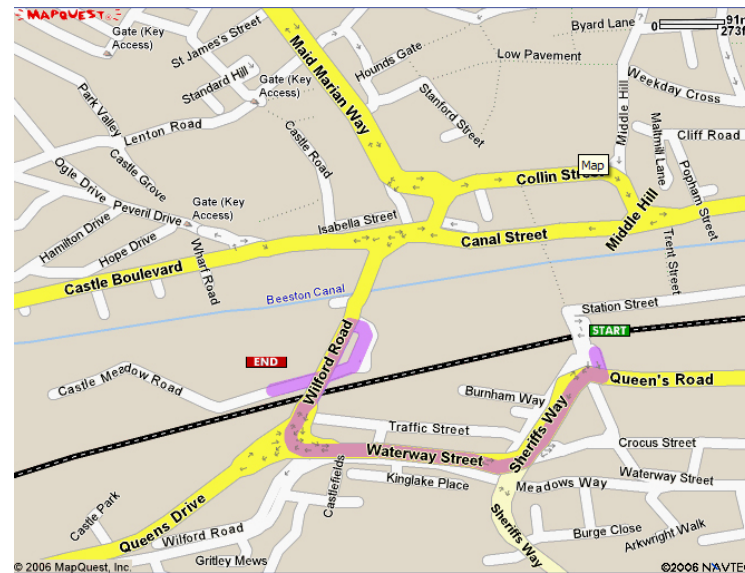 MAPQUEST
Byard Lane
0 91m
273f
Gate (Key
Access)
St James's Street
Hounds Gate
Low Pavement
Standard Hill
Gate (Key
Access)
Maid Marian Way
Stanford Street
Middle Hill
Weekday Cross
Park Valley
Lenton Road
Castle Road
Maltmill Lane
Cliff Road
Castle Grove
Map
Collin Street
Popham Street
Ogle Drive
Peveril Drive
Gate (Key
Access)
Isabella Street
Hamilton Drive
Hope Drive
Wharf Road
Canal Street
Middle Hill
Trent Street
Castle Boulevard
Beeston Canal
Station Street
START
END
Wilford Road
Castle Meadow Road
Queen's Road
Burnham Way
Sheriffs Way
Traffic Street
Crocus Street
Waterway Street
Castlefields
Kinglake Place
Meadows Way
Waterway Street
Castle Park
Queens Drive
Wilford Road
Sheriffs Way
Burge Close
Arkwright Walk
Gritley Mews
© 2006 MapQuest, Inc.
©2006 NAVTEQ